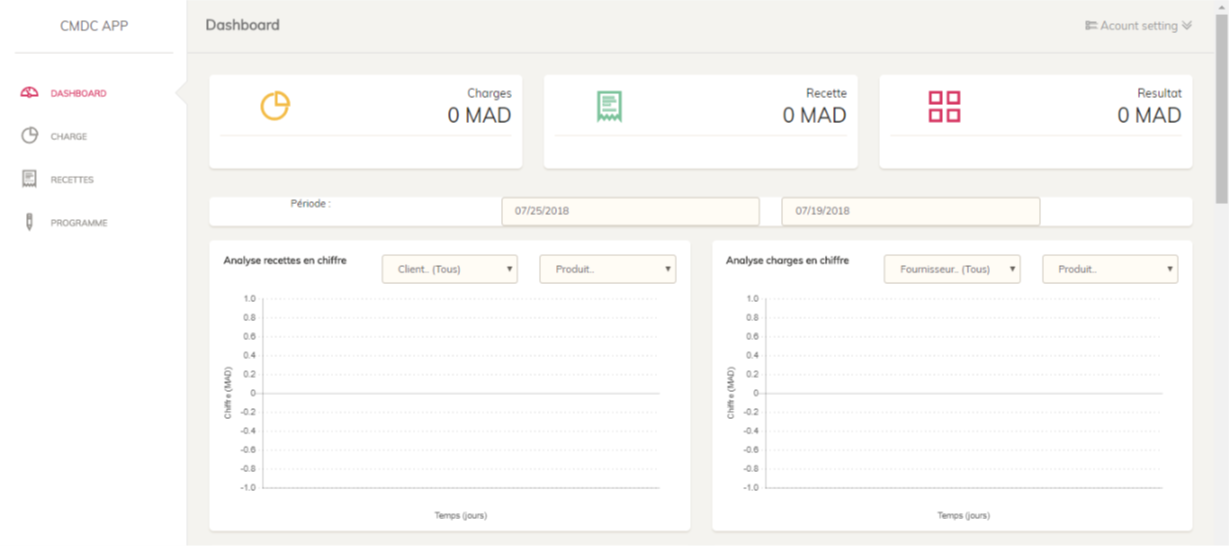 CMDC APP
Dashboard
Acount setting
DASHBOARD
CHARGE
RECETTES
PROGRAMME
Charges
0 MAD
Recette
0 MAD
Resultat
0 MAD
Période :
07/25/2018
07/19/2018
Analyse recettes en chiffre
Client.. (Tous)
Produit..
1.0
0.8
0.6
0.4
0.2
0
-0.2
-0.4
-0.6
-0.8
-1.0
Chiffre (MAD)
Temps (jours)
Analyse charges en chiffre
Fournisseur.. (Tous)
Produit..
1.0
0.8
0.6
0.4
0.2
0
-0.2
-0.4
-0.6
-0.8
-1.0
Chiffre (MAD)
Temps (jours)